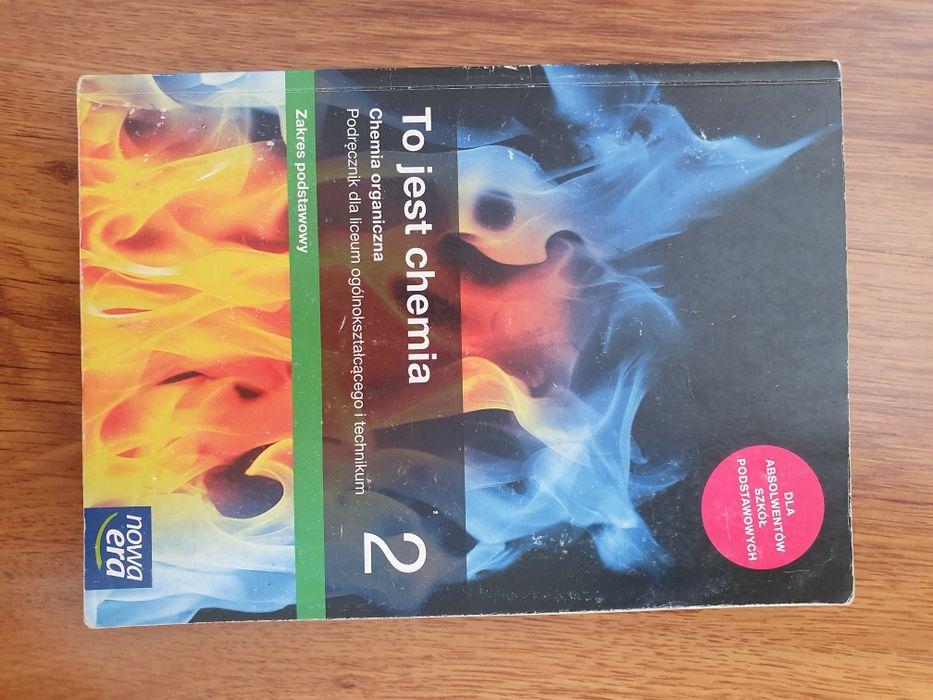 DLA
ABSOLWENTÓW
SZKÓŁ
PODSTAWOWYCH
To jest chemia
2
Chemia organiczna
Podręcznik dla liceum ogólnokształcącego i technikum
Zakres podstawowy
nowa
era